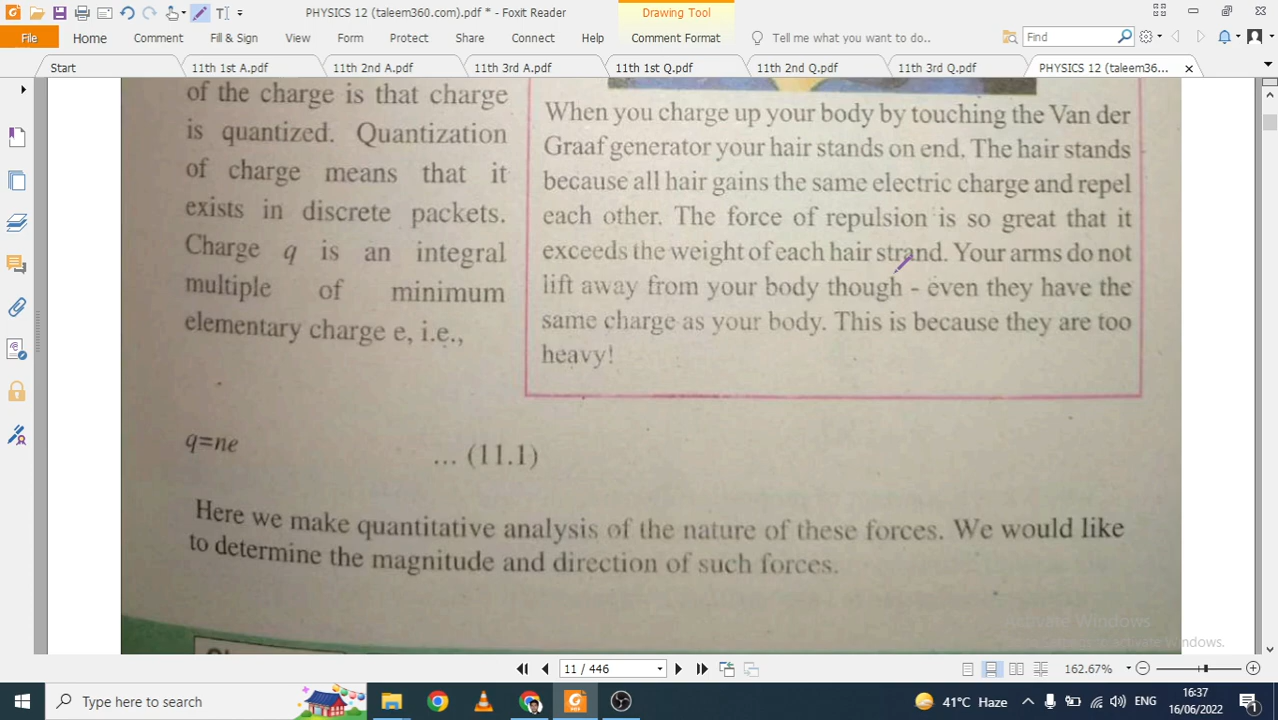 PHYSICS 12 (taleem360.com).pdf * - Foxit Reader
Drawing Tool
File
Home
Comment
Fill & Sign
View
Form
Protect
Share
Connect
Help
Comment Format
Tell me what you want to do..
Find
Start
11th 1st A.pdf
11th 2nd A.pdf
11th 3rd A.pdf
11th 1st Q.pdf
11th 2nd Q.pdf
11th 3rd Q.pdf
PHYSICS 12 (taleem360...
of the charge is that charge
is quantized. Quantization
of charge means that it
exists in discrete packets.
Charge q is an integral
multiple of minimum
elementary charge e, i.e.,
When you charge up your body by touching the Van der
Graaf generator your hair stands on end. The hair stands
because all hair gains the same electric charge and repel
each other. The force of repulsion is so great that it
exceeds the weight of each hair strand. Your arms do not
lift away from your body though - even they have the
same charge as your body. This is because they are too
heavy!
q=ne ... (11.1)
Here we make quantitative analysis of the nature of these forces. We would like
to determine the magnitude and direction of such forces.
Activate Windows
to activate Windows.
11 / 446
162.67%
Type here to search
41°C Haze
ENG
16:37
16/06/2022
1